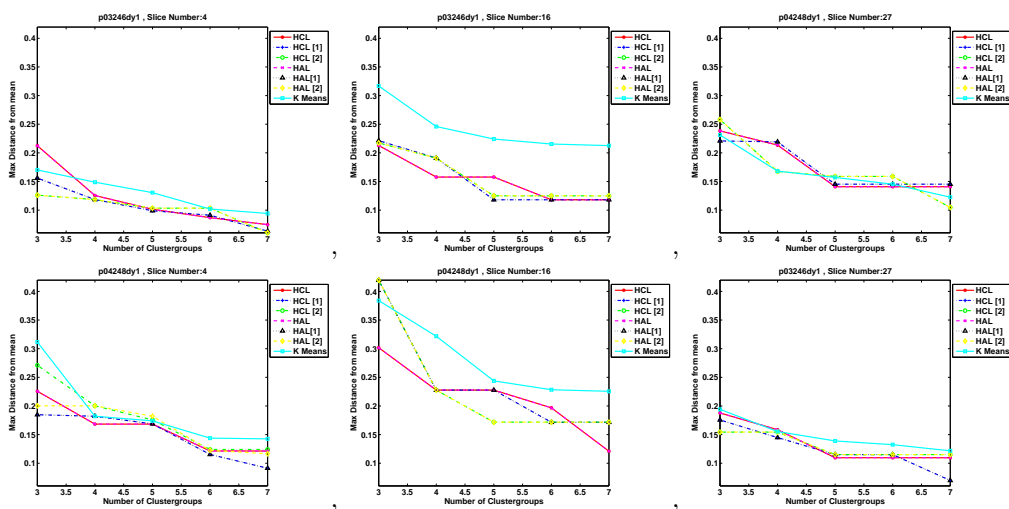 p03246dy1 , Slice Number:4
0.4
0.35
0.3
0.25
0.2
0.15
0.1
Max Distance from mean
3 3.5 4 4.5 5 5.5 6 6.5 7
Number of Clustergroups
HCL
HCL [1]
HCL [2]
HAL
HAL[1]
HAL [2]
K Means
,
p03246dy1 , Slice Number:16
0.4
0.35
0.3
0.25
0.2
0.15
0.1
Max Distance from mean
3 3.5 4 4.5 5 5.5 6 6.5 7
Number of Clustergroups
HCL
HCL [1]
HCL [2]
HAL
HAL[1]
HAL [2]
K Means
,
p04248dy1 , Slice Number:27
0.4
0.35
0.3
0.25
0.2
0.15
0.1
Max Distance from mean
3 3.5 4 4.5 5 5.5 6 6.5 7
Number of Clustergroups
HCL
HCL [1]
HCL [2]
HAL
HAL[1]
HAL [2]
K Means
p04248dy1 , Slice Number:4
0.4
0.35
0.3
0.25
0.2
0.15
0.1
Max Distance from mean
3 3.5 4 4.5 5 5.5 6 6.5 7
Number of Clustergroups
HCL
HCL [1]
HCL [2]
HAL
HAL[1]
HAL [2]
K Means
,
p04248dy1 , Slice Number:16
0.4
0.35
0.3
0.25
0.2
0.15
0.1
Max Distance from mean
3 3.5 4 4.5 5 5.5 6 6.5 7
Number of Clustergroups
HCL
HCL [1]
HCL [2]
HAL
HAL[1]
HAL [2]
K Means
,
p03246dy1 , Slice Number:27
0.4
0.35
0.3
0.25
0.2
0.15
0.1
Max Distance from mean
3 3.5 4 4.5 5 5.5 6 6.5 7
Number of Clustergroups
HCL
HCL [1]
HCL [2]
HAL
HAL[1]
HAL [2]
K Means